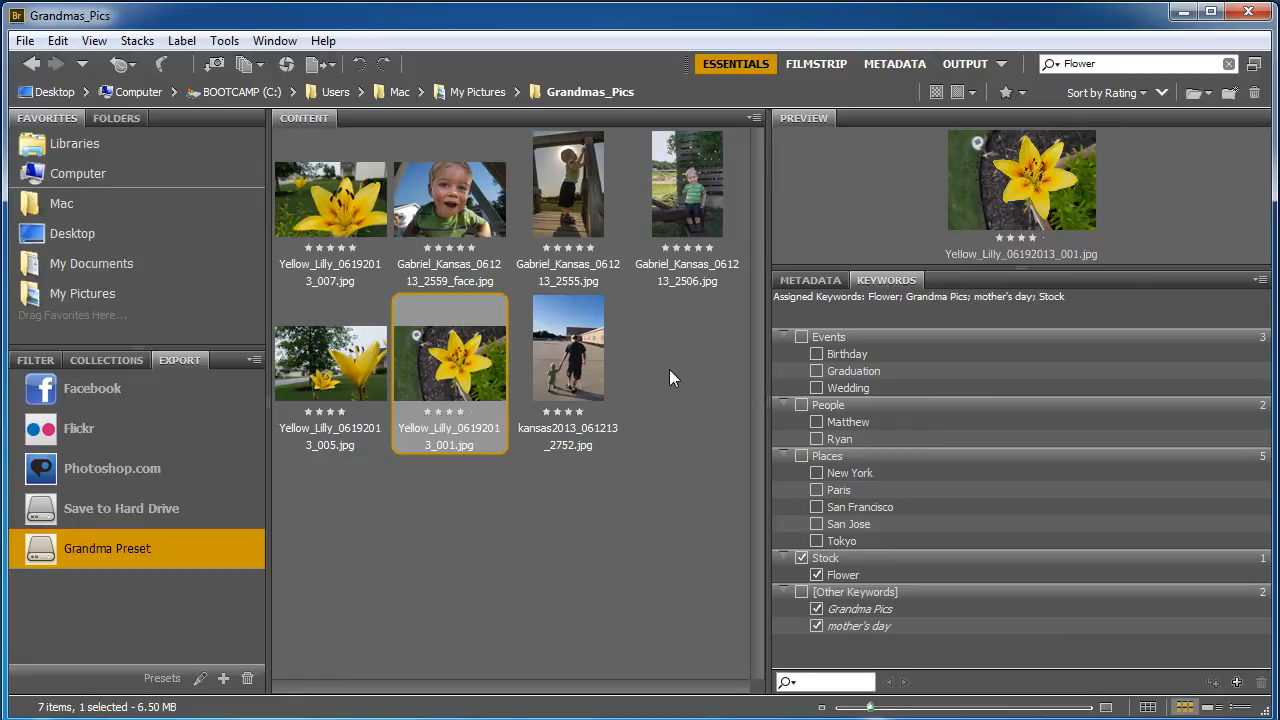 Br Grandmas_Pics
File Edit View Stacks Label Tools Window Help
ESSENTIALS FILMSTRIP METADATA OUTPUT Flower
Desktop Computer BOOTCAMP (C:) Users Mac My Pictures Grandmas_Pics Sort by Rating
FAVORITES FOLDERS
Libraries
Computer
Mac
Desktop
My Documents
My Pictures
Drag Favorites Here...
FILTER COLLECTIONS EXPORT
Facebook
Flickr
Photoshop.com
Save to Hard Drive
Grandma Preset
Presets
CONTENT
Yellow_Lilly_0619201
3_007.jpg
Gabriel_Kansas_0612
13_2559_face.jpg
Gabriel_Kansas_0612
13_2555.jpg
Gabriel_Kansas_0612
13_2506.jpg
Yellow_Lilly_0619201
3_005.jpg
Yellow_Lilly_0619201
3_001.jpg
kansas2013_061213
_2752.jpg
PREVIEW
Yellow_Lilly_06192013_001.jpg
METADATA KEYWORDS
Assigned Keywords: Flower; Grandma Pics; mother's day; Stock
Events 3
Birthday
Graduation
Wedding
People 2
Matthew
Ryan
Places 5
New York
Paris
San Francisco
San Jose
Tokyo
Stock 1
Flower
[Other Keywords] 2
Grandma Pics
mother's day
7 items, 1 selected - 6.50 MB